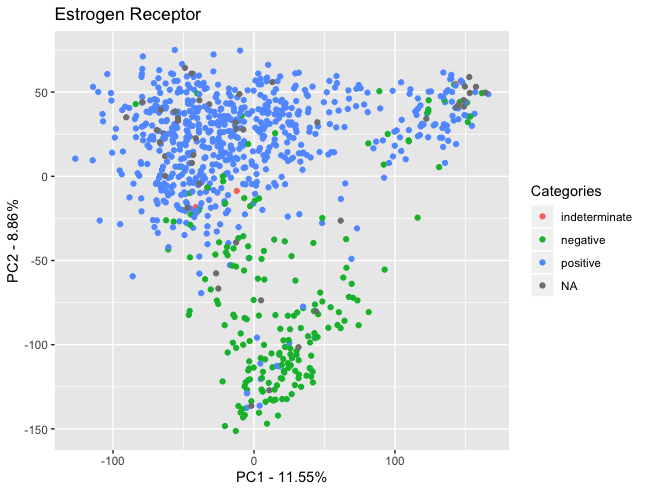 Estrogen Receptor
50
0
-50
-100
-150
PC2 - 8.86%
-100
0
100
PC1 - 11.55%
Categories
indeterminate
negative
positive
NA